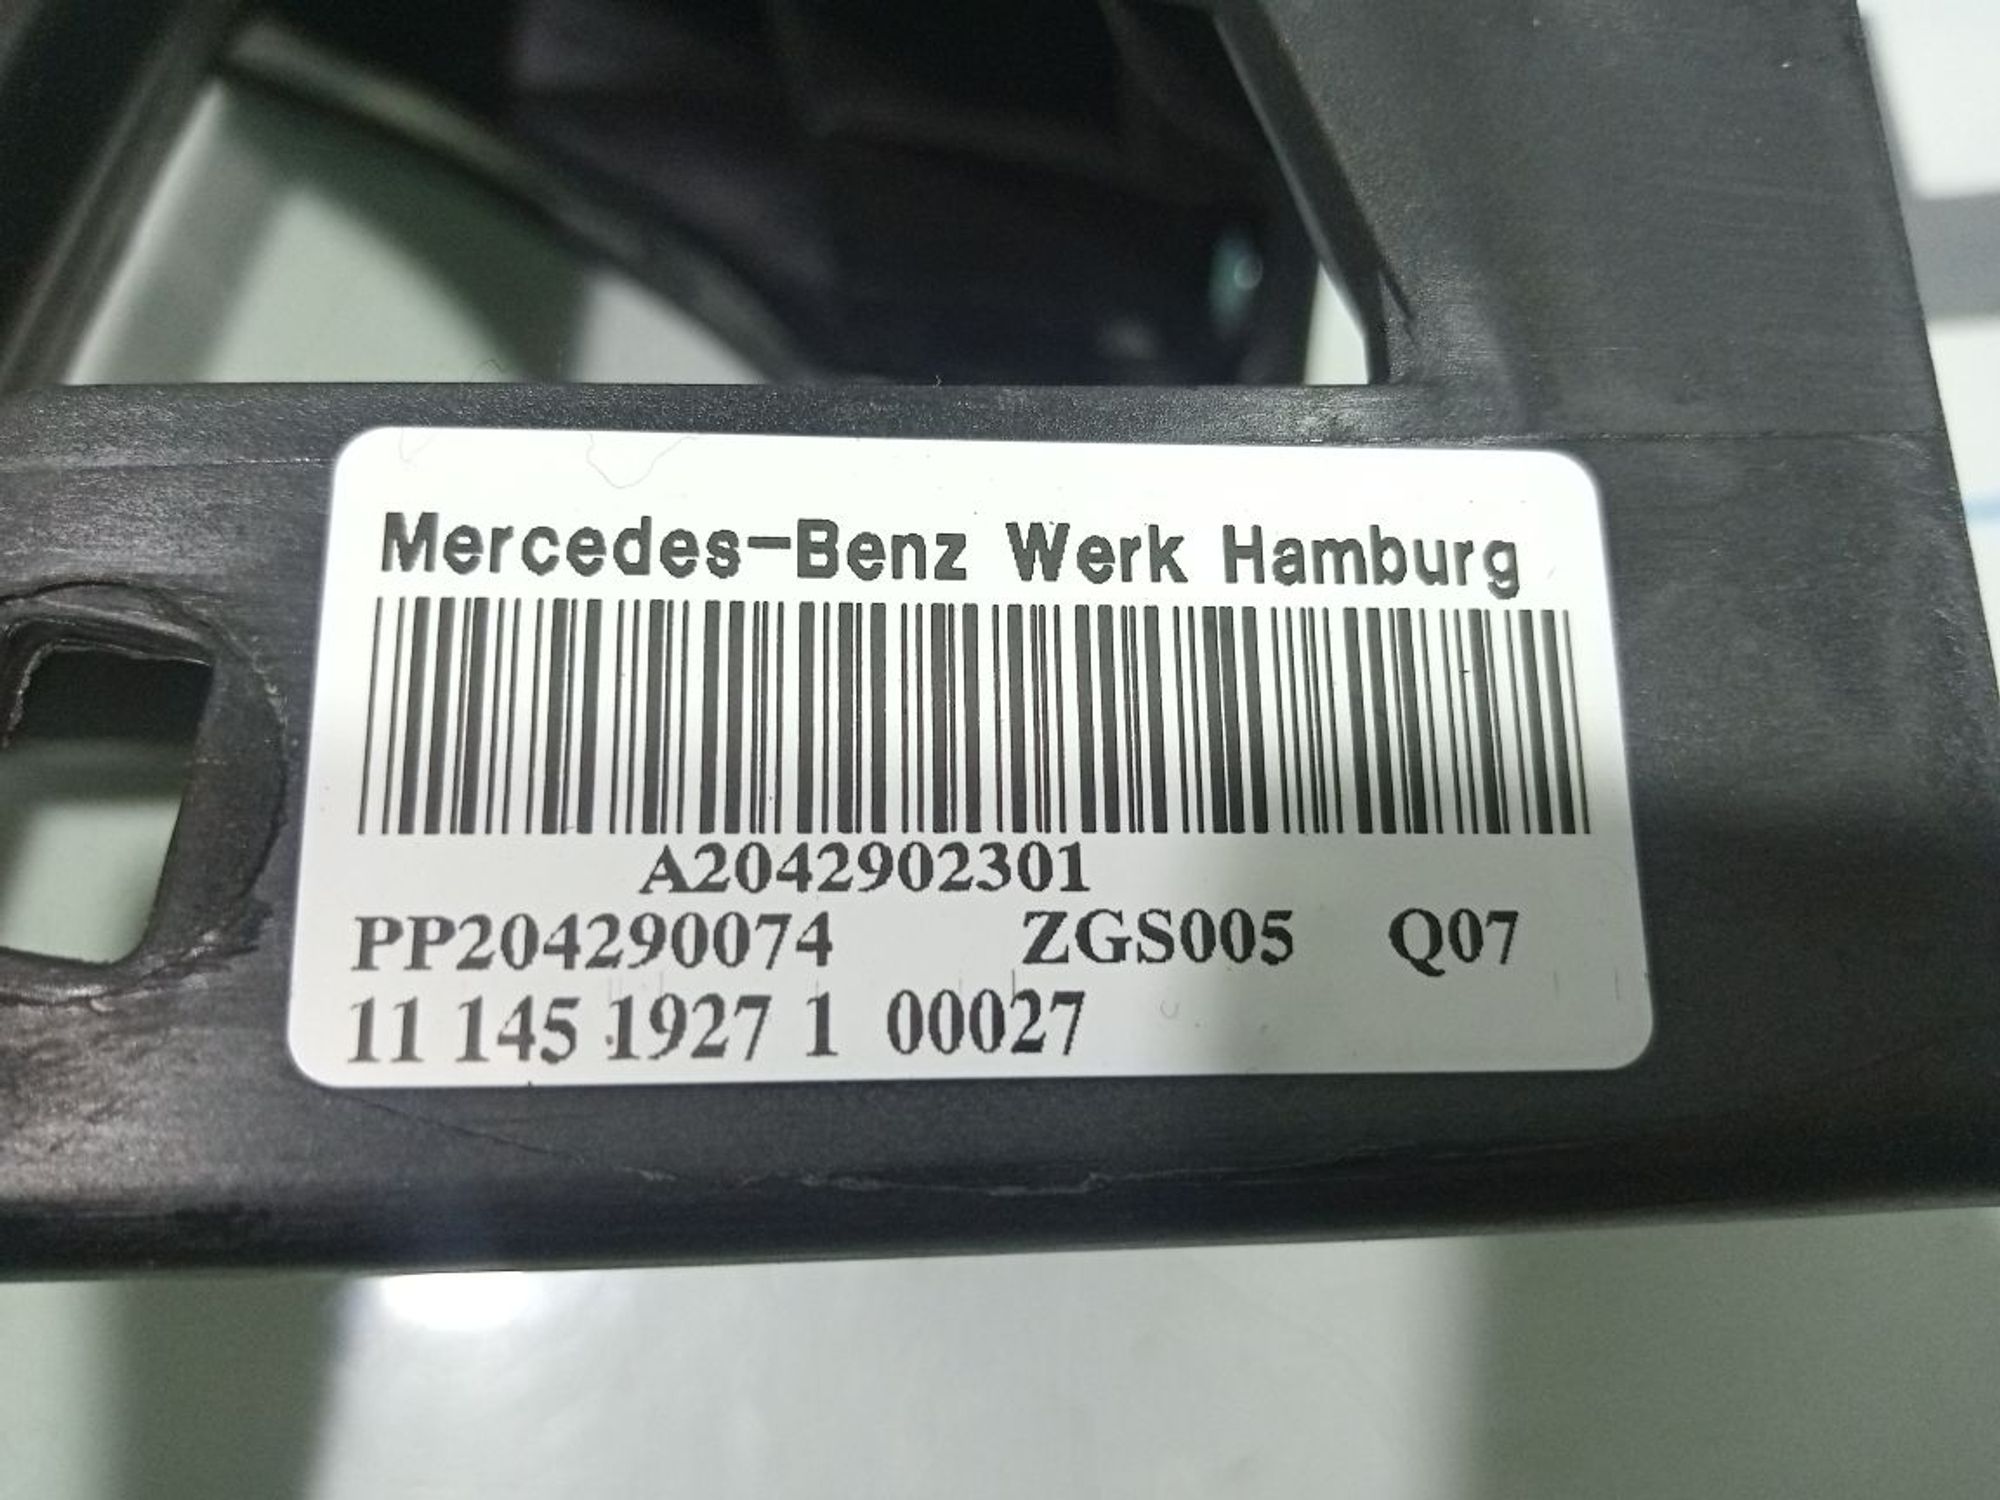 Mercedes-Benz Werk Hamburg
A2042902301
PP204290074 ZGS005 Q07
11 145 1927 1 00027